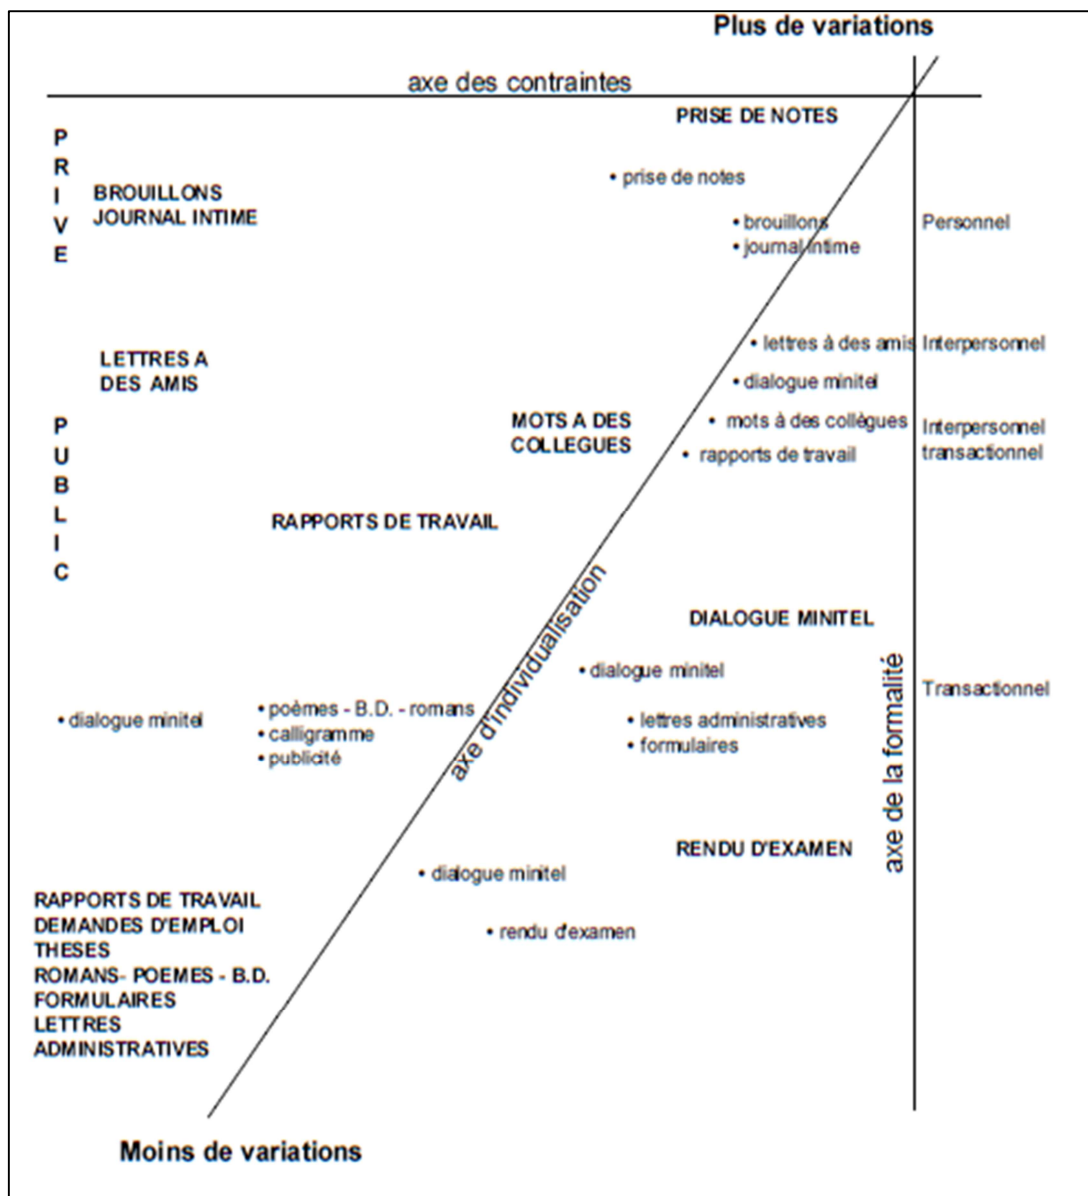 Plus de variations
axe des contraintes
PRISE DE NOTES
PRIVE
• prise de notes
BROUILLONS
JOURNAL INTIME
• brouillons
• journal intime
Personnel
LETTRES A
DES AMIS
• lettres à des amis
Interpersonnel
• dialogue minitel
PUBLIC
MOTS A DES
COLLEGUES
• mots à des collègues
• rapports de travail
Interpersonnel
transactionnel
RAPPORTS DE TRAVAIL
axe d'individualisation
DIALOGUE MINITEL
• dialogue minitel
axe de la formalité
Transactionnel
• dialogue minitel
• poèmes - B.D. - romans
• calligramme
• publicité
• lettres administratives
• formulaires
RENDU D'EXAMEN
• dialogue minitel
• rendu d'examen
RAPPORTS DE TRAVAIL
DEMANDES D'EMPLOI
THESES
ROMANS- POEMES - B.D.
FORMULAIRES
LETTRES
ADMINISTRATIVES
Moins de variations